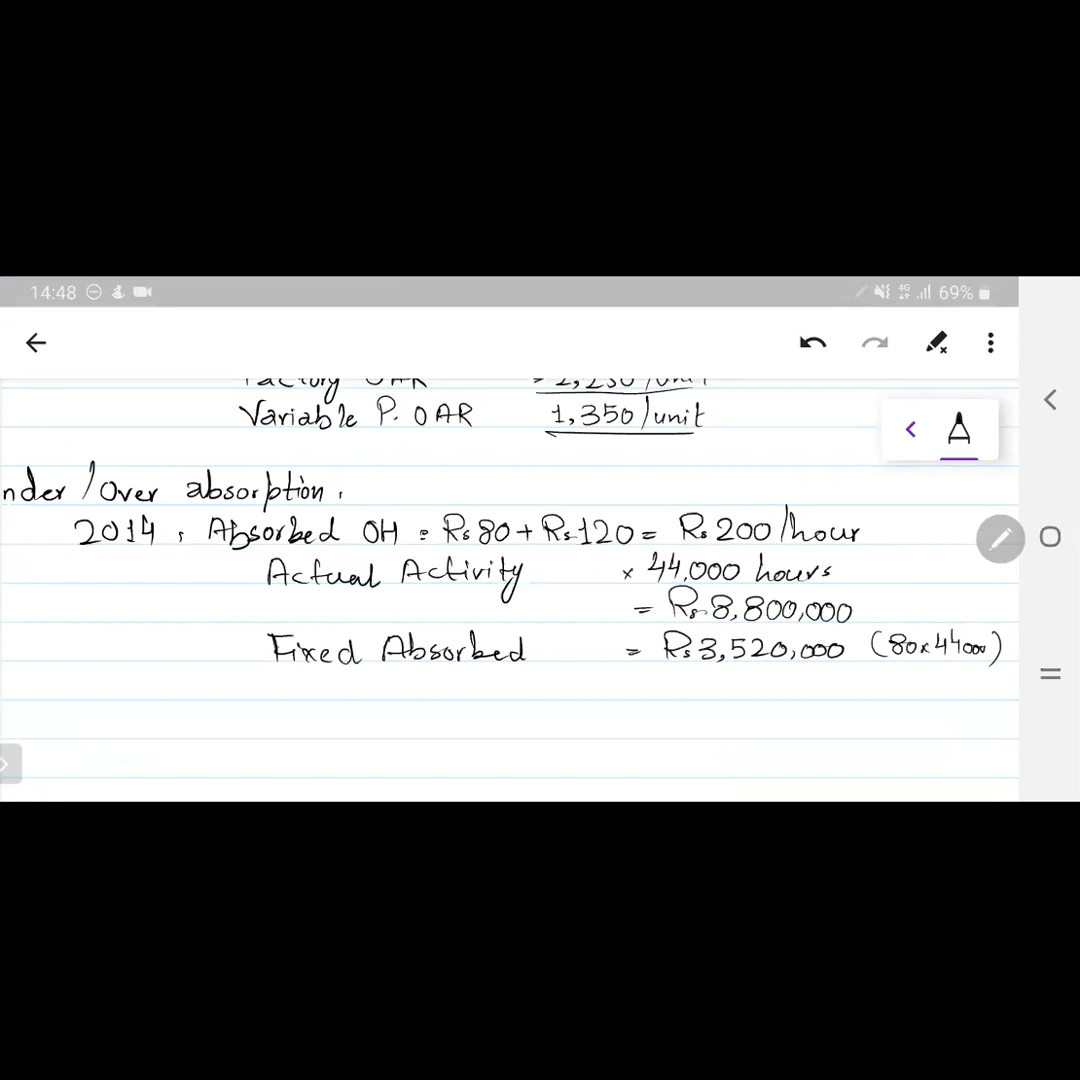 14:48 4G 69%
Variable P. OAR 1,350/unit
nder / Over absorption.
2014, Absorbed OH = Rs 80 + Rs 120 = Rs 200/hour
Actual Activity × 44,000 hours
= Rs 8,800,000
Fixed Absorbed = Rs 3,520,000 (80 x 44000)